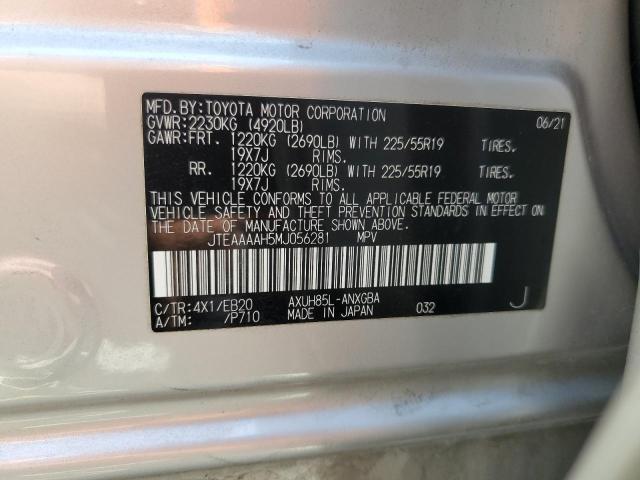 MFD.BY:TOYOTA MOTOR CORPORATION 06/21
GVWR:2230KG (4920LB)
GAWR:FRT. 1220KG (2690LB) WITH 225/55R19 TIRES.
19X7J RIMS.
RR. 1220KG (2690LB) WITH 225/55R19 TIRES.
19X7J RIMS.
THIS VEHICLE CONFORMS TO ALL APPLICABLE FEDERAL MOTOR
VEHICLE SAFETY AND THEFT PREVENTION STANDARDS IN EFFECT ON
THE DATE OF MANUFACTURE SHOWN ABOVE.
JTEAAAAH5MJ056281 MPV
C/TR:4X1/EB20 AXUH85L-ANXGBA J
A/TM: /P710 MADE IN JAPAN 032